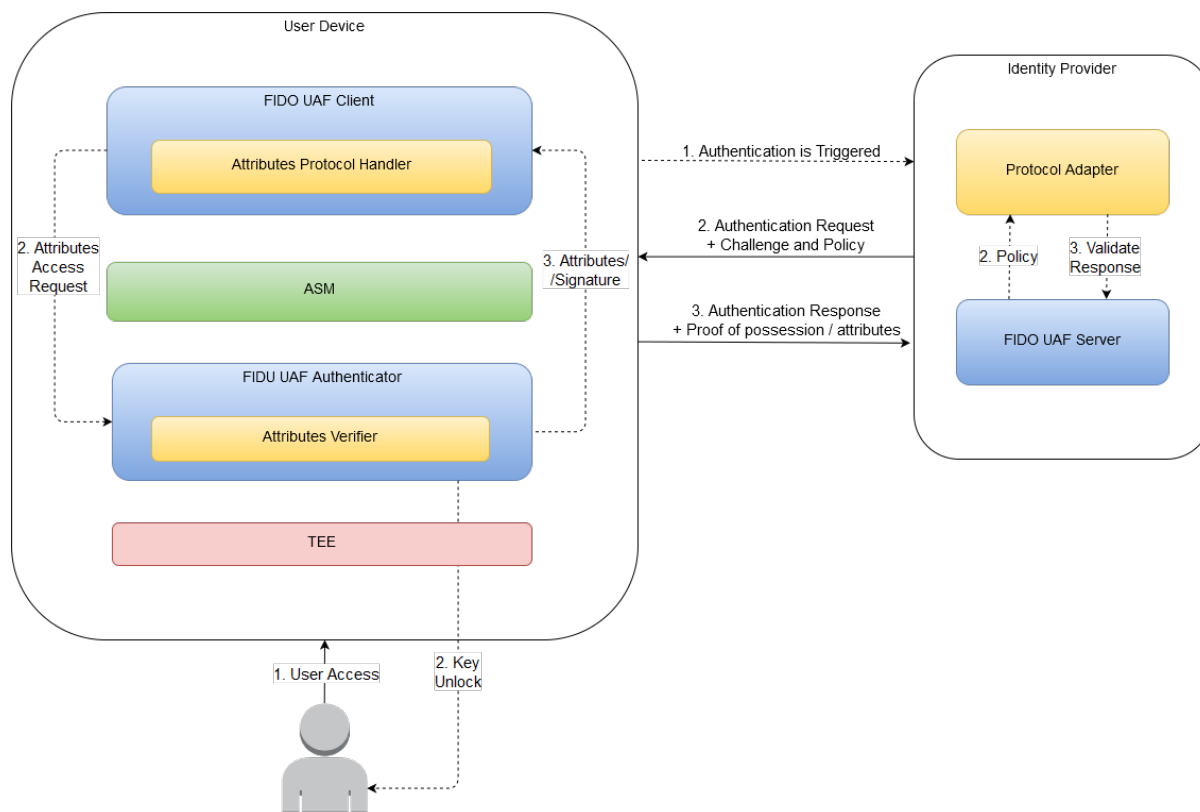 User Device
FIDO UAF Client
Attributes Protocol Handler
2. Attributes
Access
Request
3. Attributes/
/Signature
ASM
FIDU UAF Authenticator
Attributes Verifier
TEE
1. User Access
2. Key
Unlock
1. Authentication is Triggered
2. Authentication Request
+ Challenge and Policy
3. Authentication Response
+ Proof of possession / attributes
Identity Provider
Protocol Adapter
2. Policy
3. Validate
Response
FIDO UAF Server